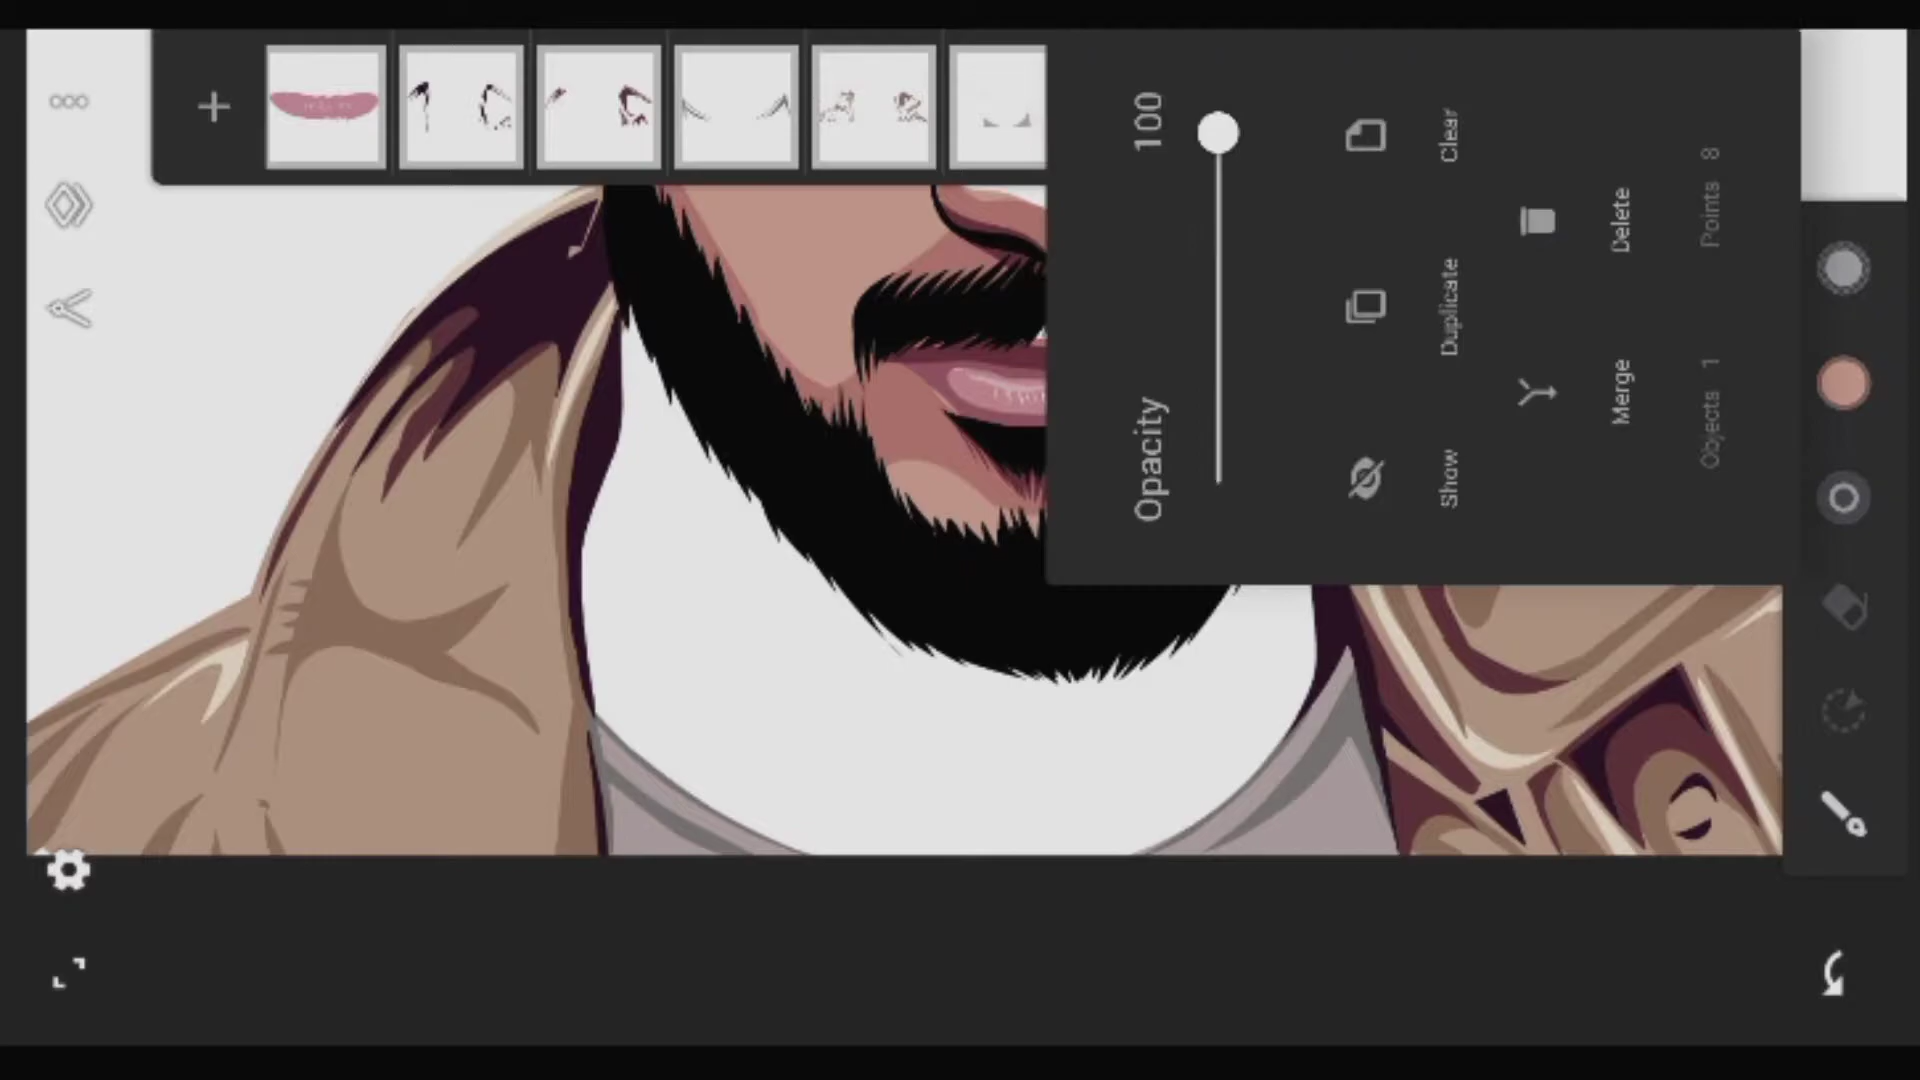 Opacity 100
Show
Duplicate
Clear
Merge
Delete
Objects 1
Points 8